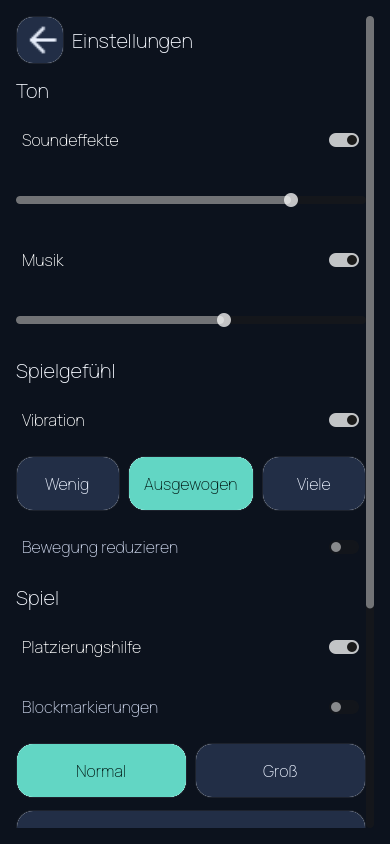 Einstellungen
Ton
Soundeffekte
Musik
Spielgefühl
Vibration
Wenig Ausgewogen Viele
Bewegung reduzieren
Spiel
Platzierungshilfe
Blockmarkierungen
Normal Groß